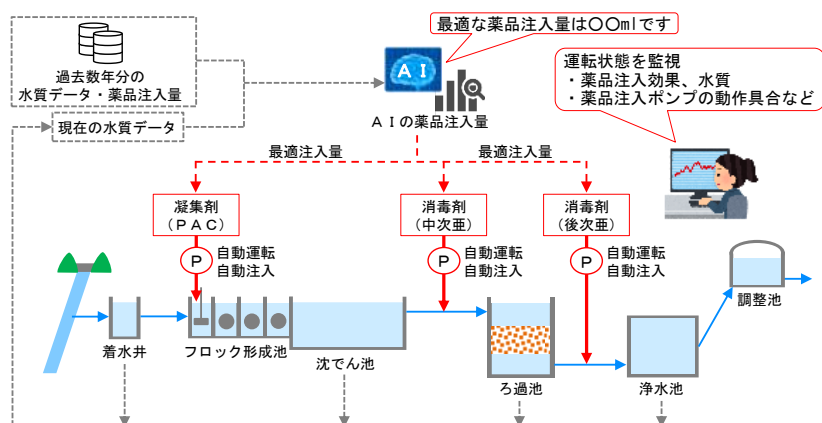 最適な薬品注入量は〇〇mlです
過去数年分の
水質データ・薬品注入量
現在の水質データ
AI
AIの薬品注入量
運転状態を監視
・薬品注入効果、水質
・薬品注入ポンプの動作具合など
最適注入量
最適注入量
凝集剤
(PAC)
消毒剤
(中次亜)
消毒剤
(後次亜)
P
自動運転
自動注入
P
自動運転
自動注入
P
自動運転
自動注入
調整池
着水井
フロック形成池
沈でん池
ろ過池
浄水池